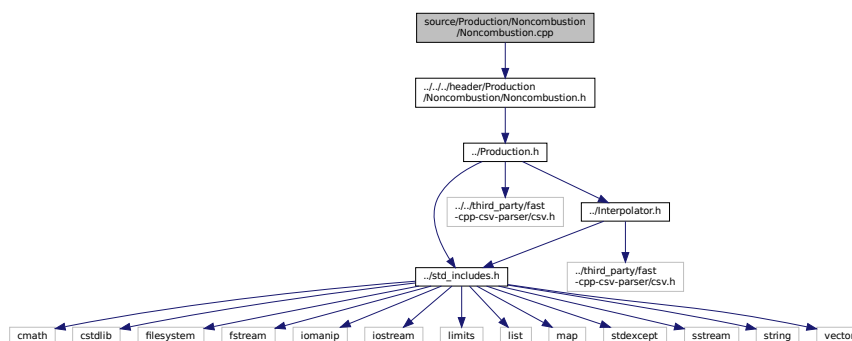 source/Production/Noncombustion
/Noncombustion.cpp
../../../header/Production
/Noncombustion/Noncombustion.h
../Production.h
../../third_party/fast
-cpp-csv-parser/csv.h
../Interpolator.h
../third_party/fast
-cpp-csv-parser/csv.h
../std_includes.h
cmath
cstdlib
filesystem
fstream
iomanip
iostream
limits
list
map
stdexcept
sstream
string
vector